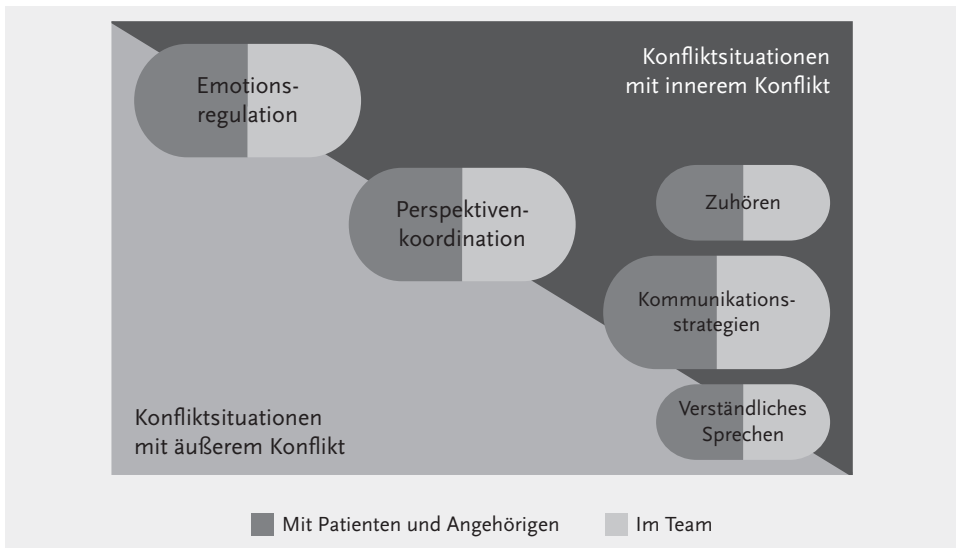 Konfliktsituationen
mit innerem Konflikt
Emotions-
regulation
Perspektiven-
koordination
Zuhören
Kommunikations-
strategien
Verständliches
Sprechen
Konfliktsituationen
mit äußerem Konflikt
Mit Patienten und Angehörigen
Im Team